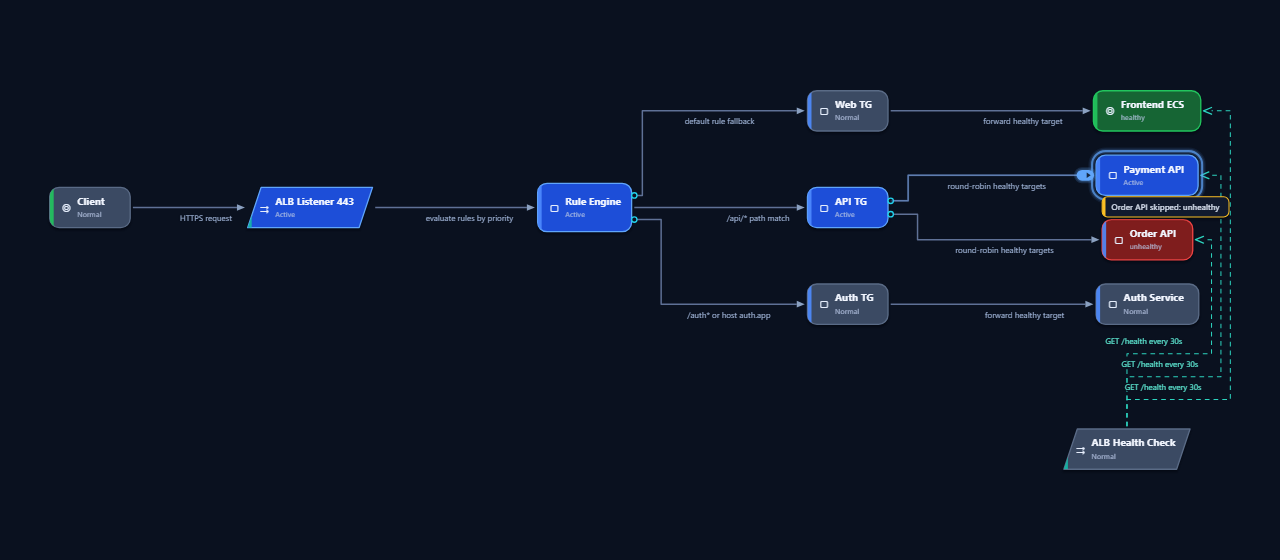 Client
Normal
HTTPS request
ALB Listener 443
Active
evaluate rules by priority
Rule Engine
Active
default rule fallback
/api/* path match
/auth* or host auth.app
Web TG
Normal
API TG
Active
Auth TG
Normal
forward healthy target
round-robin healthy targets
round-robin healthy targets
forward healthy target
Frontend ECS
healthy
Payment API
Active
Order API skipped: unhealthy
Order API
unhealthy
Auth Service
Normal
GET /health every 30s
GET /health every 30s
GET /health every 30s
ALB Health Check
Normal